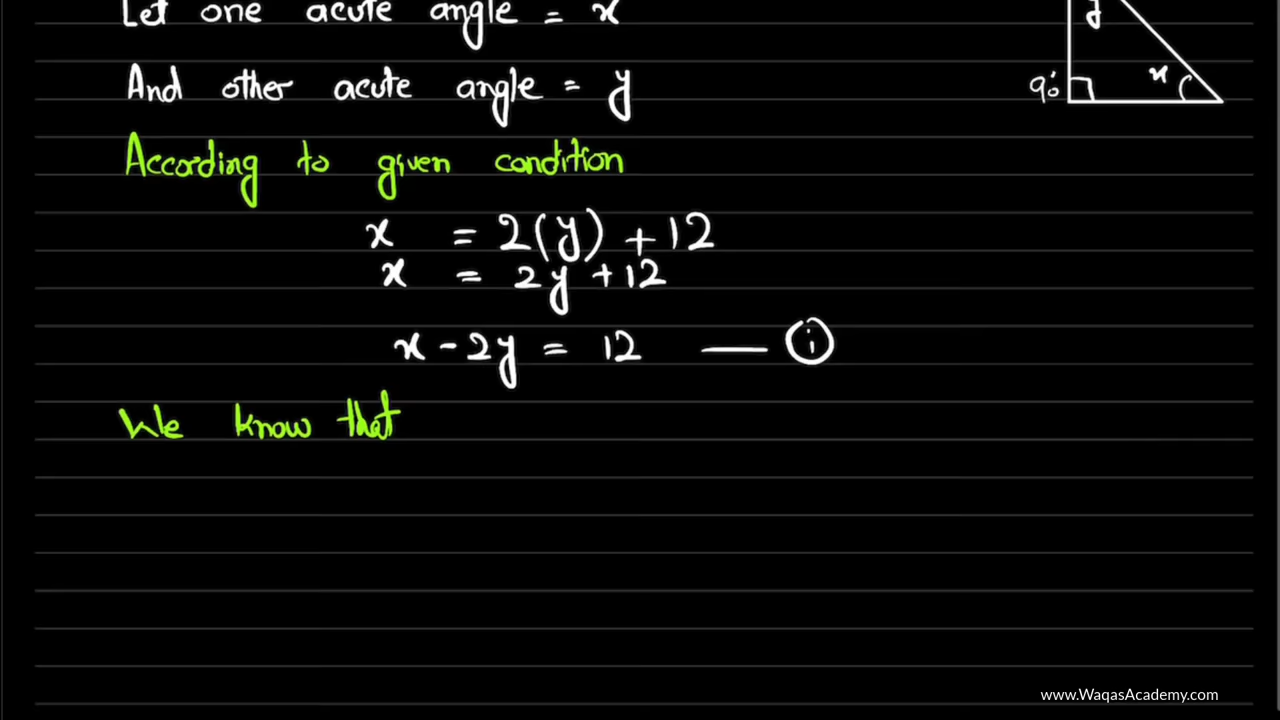 Let one acute angle = x
y
And other acute angle = y
90°
x
According to given condition
x = 2(y) + 12
x = 2y + 12
x - 2y = 12 — (i)
We know that
www.WaqasAcademy.com